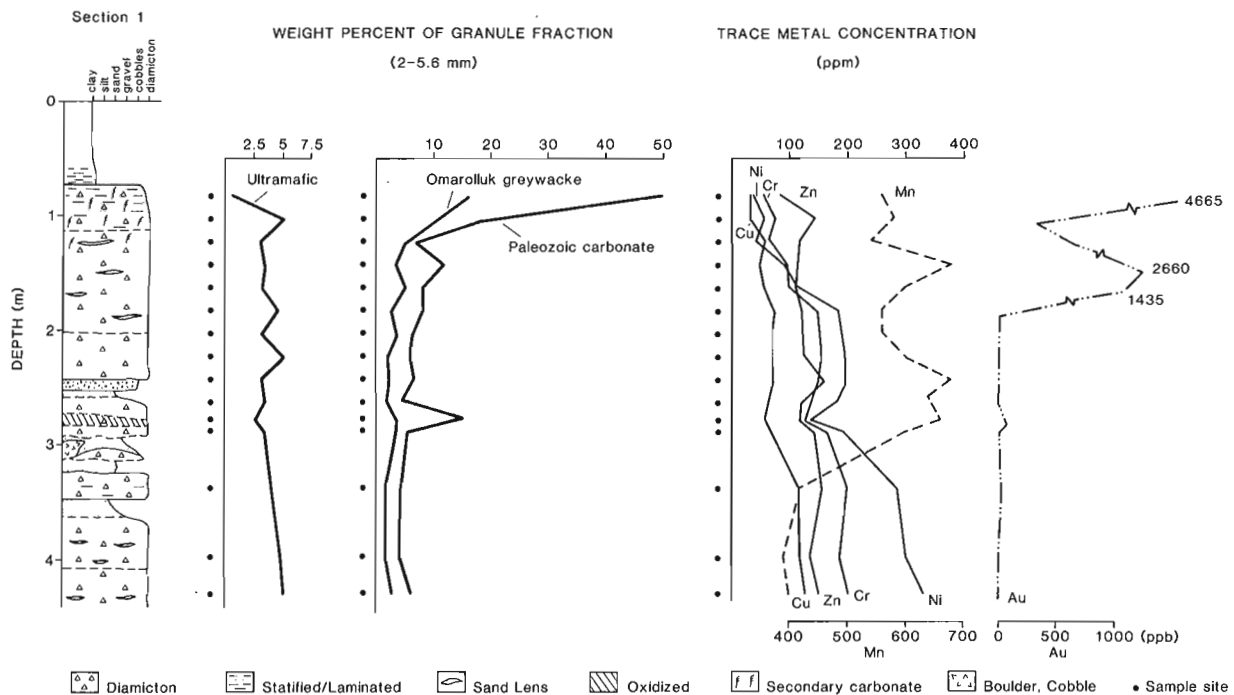 Section 1
WEIGHT PERCENT OF GRANULE FRACTION
(2-5.6 mm)
TRACE METAL CONCENTRATION
(ppm)
clay
silt
sand
gravel
cobbles
diamicton
DEPTH (m)
0
1
2
3
4
2.5 5 7.5
10 20 30 40 50
100 200 300 400
Ultramafic
Omarolluk greywacke
Paleozoic carbonate
Ni
Cr
Zn
Mn
Cu
4665
2660
1435
Cu Zn Cr Ni
Au
400 500 600 700
Mn
0 500 1000 (ppb)
Au
Diamicton
Statified/Laminated
Sand Lens
Oxidized
Secondary carbonate
Boulder, Cobble
• Sample site